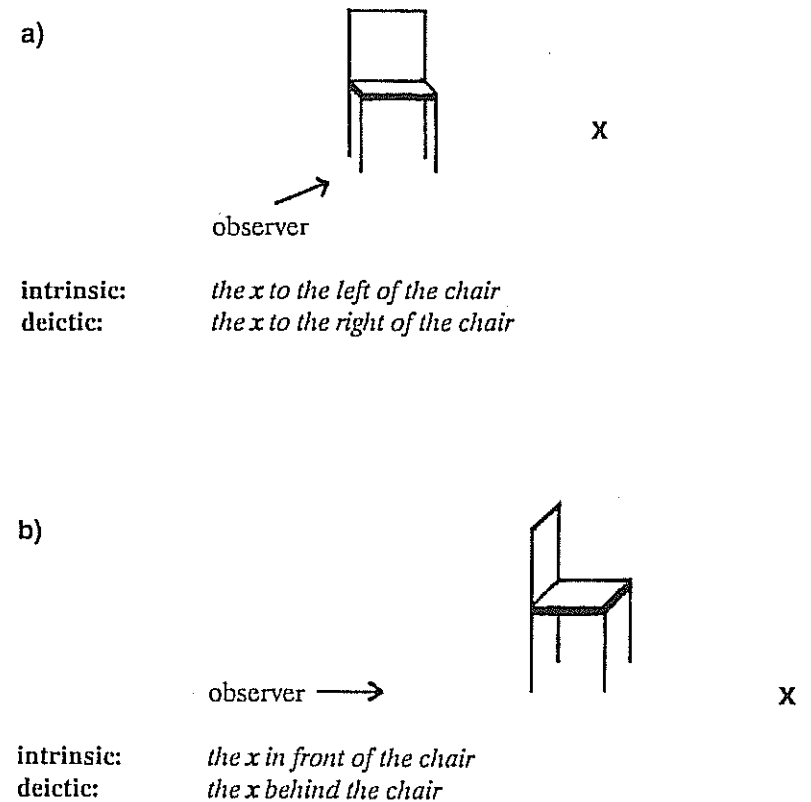 a)
X
observer
intrinsic: the x to the left of the chair
deictic: the x to the right of the chair
b)
observer
X
intrinsic: the x in front of the chair
deictic: the x behind the chair